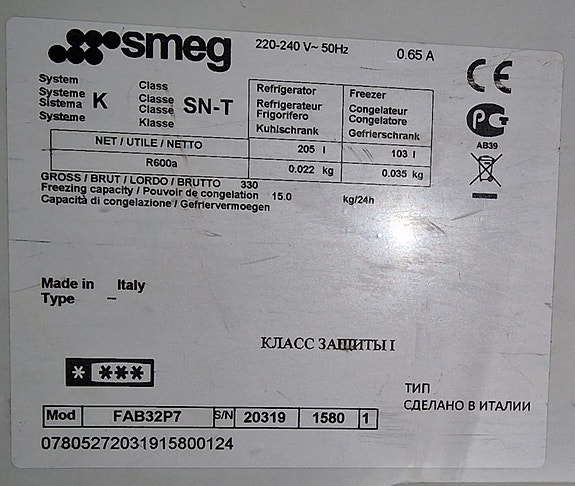 smeg
220-240 V~ 50Hz
0.65 A
System
Systeme
Sistema
Systeme
K
Class
Classe
Classe
Klasse
SN-T
Refrigerator
Refrigerateur
Frigorifero
Kuhlschrank
Freezer
Congelateur
Congelatore
Gefrierschrank
NET / UTILE / NETTO 205 l 103 l
R600a 0.022 kg 0.035 kg
GROSS / BRUT / LORDO / BRUTTO 330
Freezing capacity / Pouvoir de congelation 15.0 kg/24h
Capacità di congelazione / Gefriervermoegen
CE
РСТ
AB39
Made in Italy
Type –
КЛАСС ЗАЩИТЫ I
* ***
ТИП
СДЕЛАНО В ИТАЛИИ
Mod FAB32P7 S/N 20319 1580 1
07805272031915800124